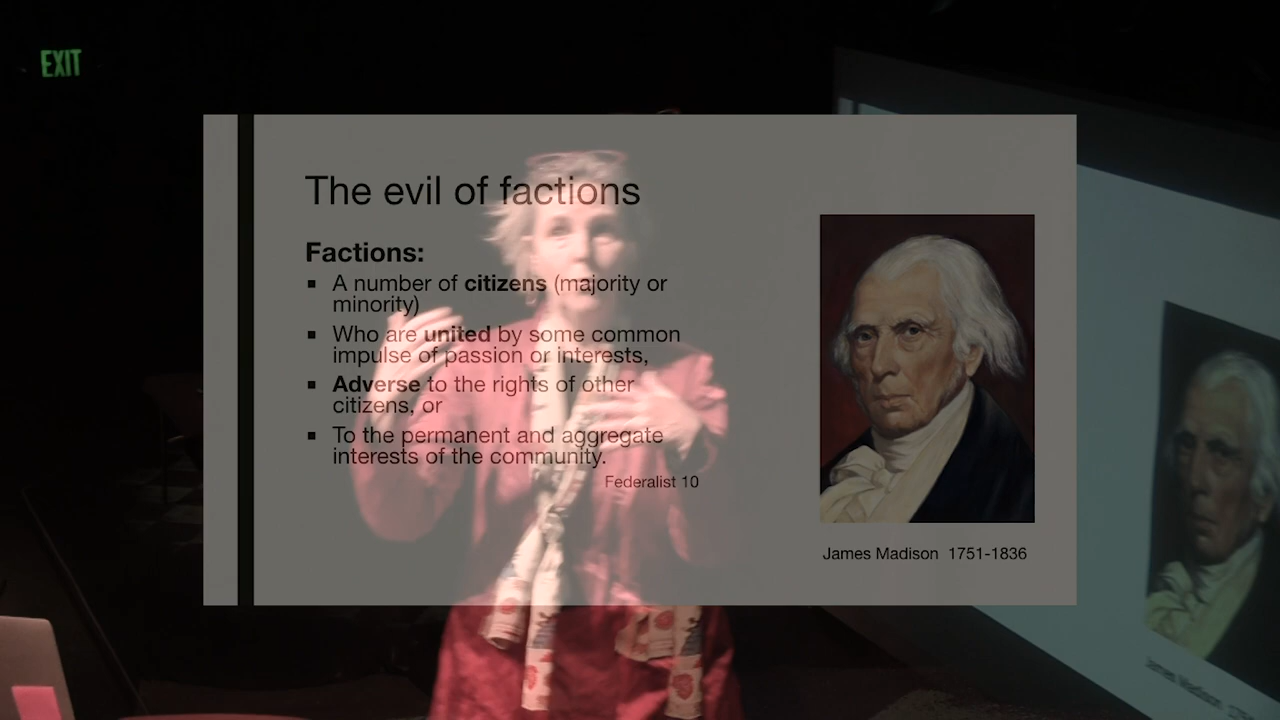 EXIT
The evil of factions
Factions:
▪ A number of citizens (majority or
minority)
▪ Who are united by some common
impulse of passion or interests,
▪ Adverse to the rights of other
citizens, or
▪ To the permanent and aggregate
interests of the community.
Federalist 10
James Madison 1751-1836
James Madison